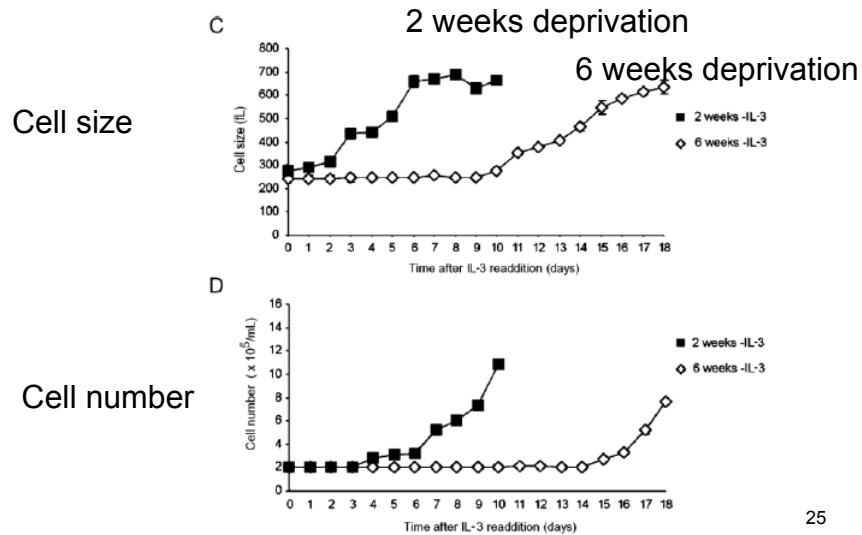 C
2 weeks deprivation
6 weeks deprivation
Cell size
Cell size (fL)
800
700
600
500
400
300
200
100
0
0 1 2 3 4 5 6 7 8 9 10 11 12 13 14 15 16 17 18
Time after IL-3 readdition (days)
2 weeks -IL-3
6 weeks -IL-3
D
Cell number
Cell number ( x 10⁵/mL)
16
14
12
10
8
6
4
2
0
0 1 2 3 4 5 6 7 8 9 10 11 12 13 14 15 16 17 18
Time after IL-3 readdition (days)
2 weeks -IL-3
6 weeks -IL-3
25